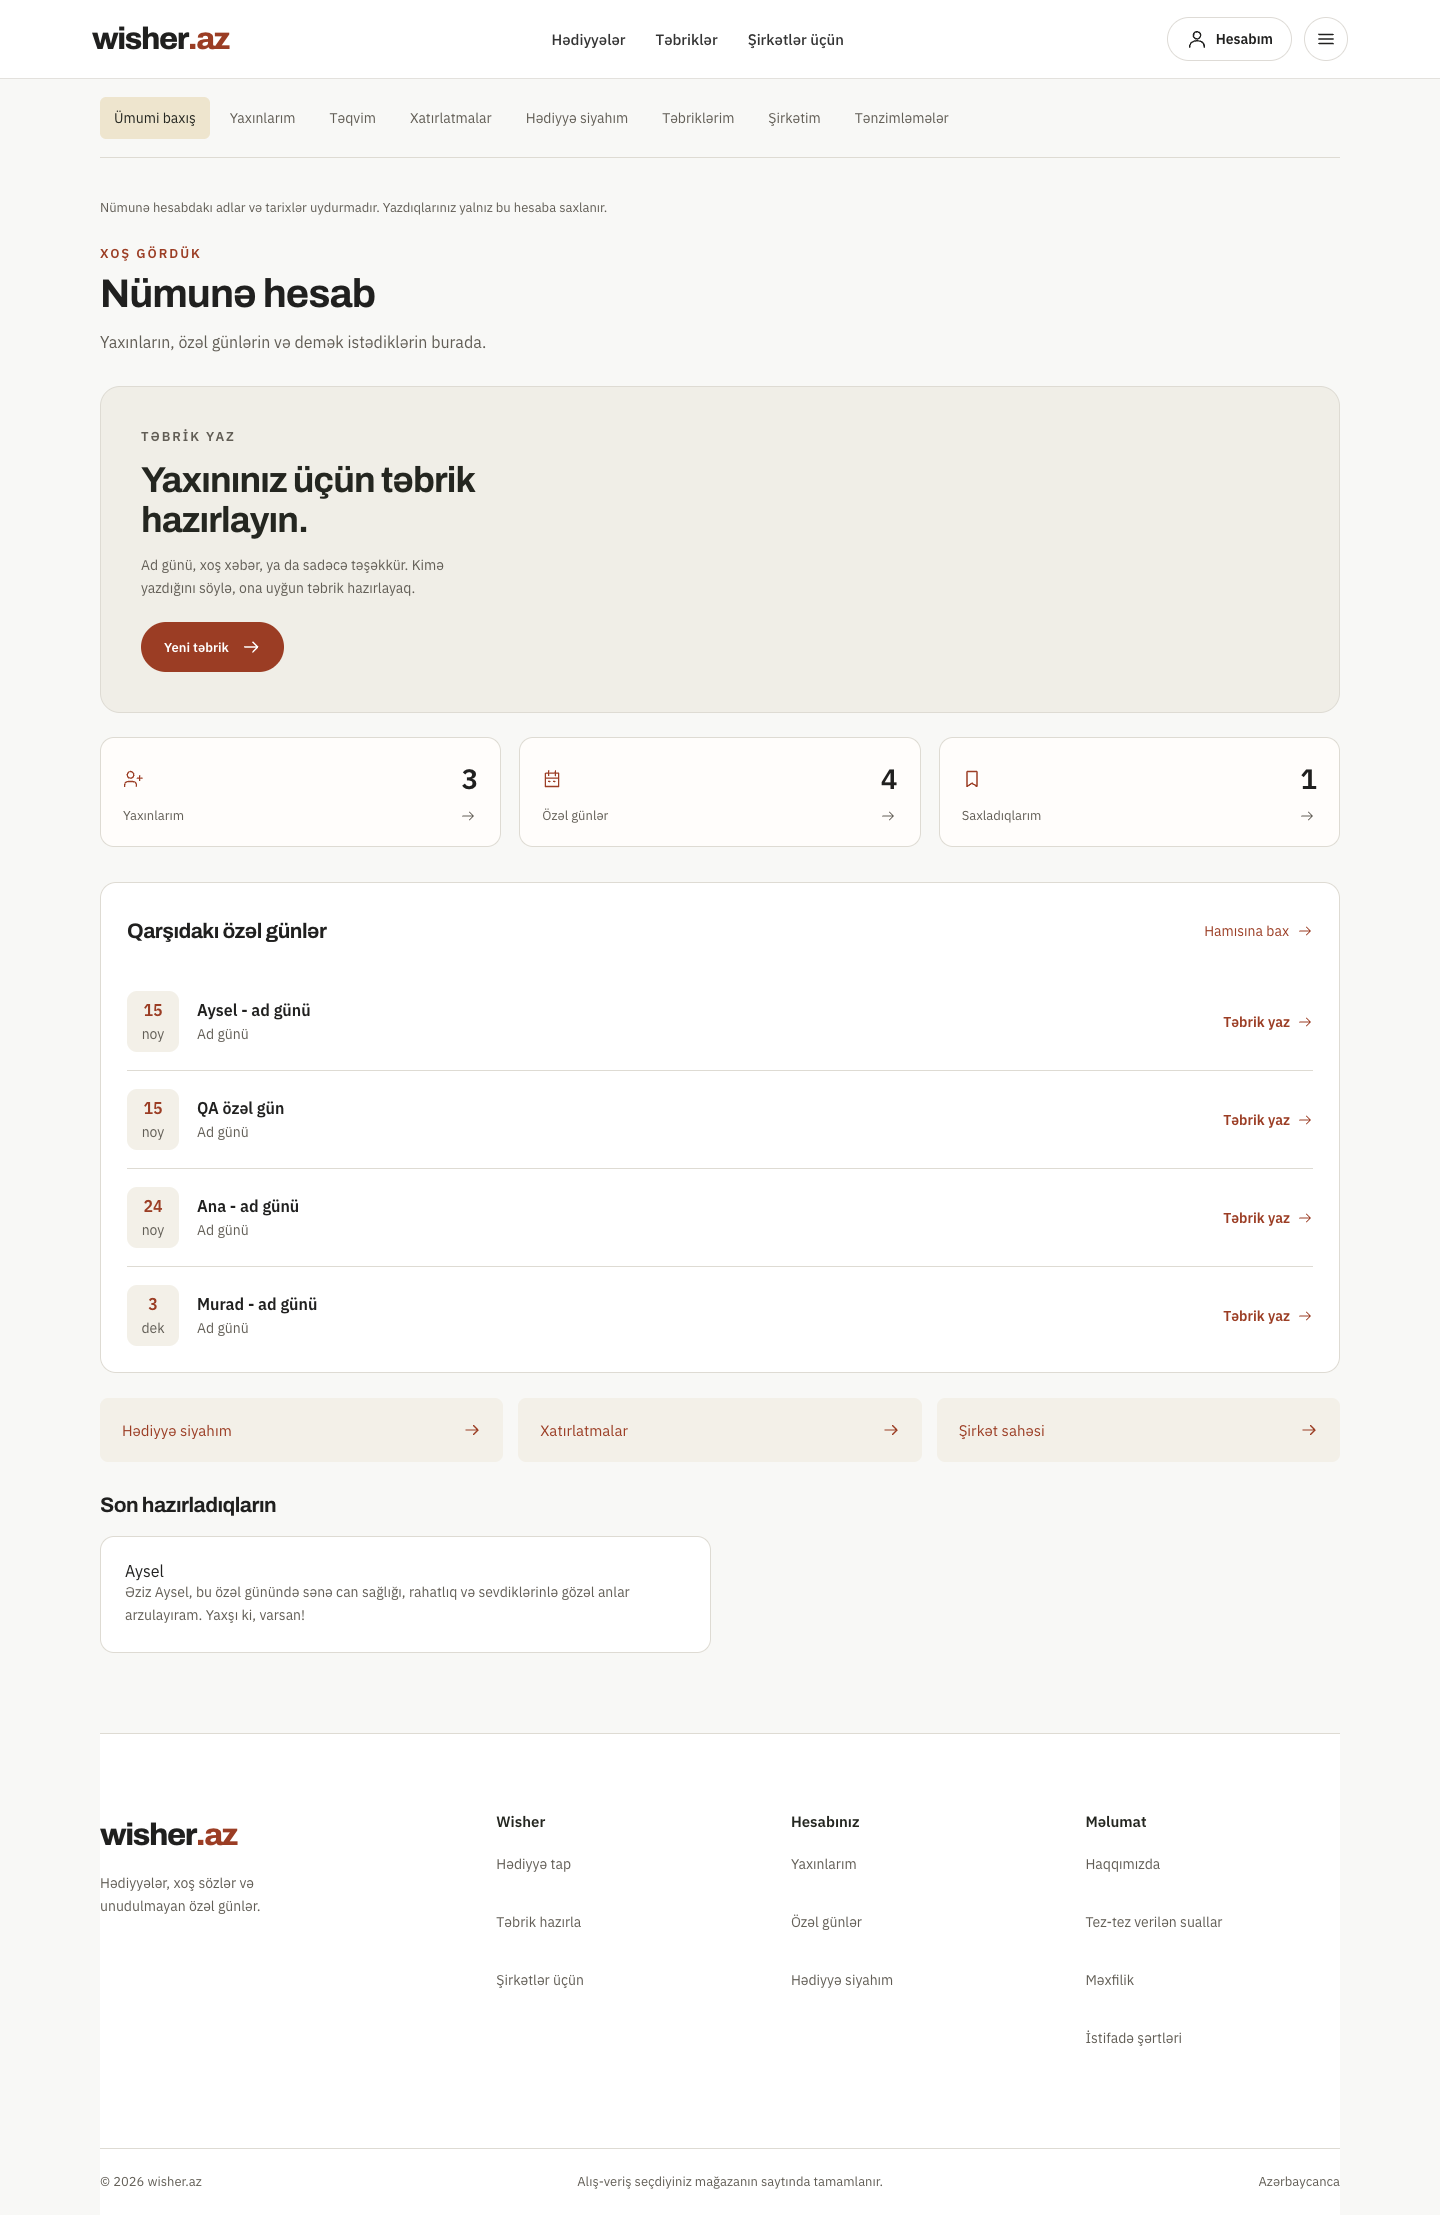 wisher.az
Hədiyyələr Təbriklər Şirkətlər üçün
Hesabım
Ümumi baxış Yaxınlarım Təqvim Xatırlatmalar Hədiyyə siyahım Təbriklərim Şirkətim Tənzimləmələr
Nümunə hesabdakı adlar və tarixlər uydurmadır. Yazdıqlarınız yalnız bu hesaba saxlanır.
XOŞ GÖRDÜK
Nümunə hesab
Yaxınların, özəl günlərin və demək istədiklərin burada.
TƏBRİK YAZ
Yaxınınız üçün təbrik
hazırlayın.
Ad günü, xoş xəbər, ya da sadəcə təşəkkür. Kimə
yazdığını söylə, ona uyğun təbrik hazırlayaq.
Yeni təbrik →
3
Yaxınlarım →
4
Özəl günlər →
1
Saxladıqlarım →
Qarşıdakı özəl günlər
Hamısına bax →
15
noy
Aysel - ad günü
Ad günü
Təbrik yaz →
15
noy
QA özəl gün
Ad günü
Təbrik yaz →
24
noy
Ana - ad günü
Ad günü
Təbrik yaz →
3
dek
Murad - ad günü
Ad günü
Təbrik yaz →
Hədiyyə siyahım →
Xatırlatmalar →
Şirkət sahəsi →
Son hazırladıqların
Aysel
Əziz Aysel, bu özəl günündə sənə can sağlığı, rahatlıq və sevdiklərinlə gözəl anlar
arzulayıram. Yaxşı ki, varsan!
wisher.az
Hədiyyələr, xoş sözlər və
unudulmayan özəl günlər.
Wisher
Hədiyyə tap
Təbrik hazırla
Şirkətlər üçün
Hesabınız
Yaxınlarım
Özəl günlər
Hədiyyə siyahım
Məlumat
Haqqımızda
Tez-tez verilən suallar
Məxfilik
İstifadə şərtləri
© 2026 wisher.az
Alış-veriş seçdiyiniz mağazanın saytında tamamlanır.
Azərbaycanca